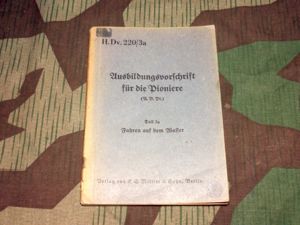 H. Dv. 220/3a
Ausbildungsvorschrift
für die Pioniere
(A. V. Pi.)
Teil 3a
Fahren auf dem Wasser
Verlag von E. S. Mittler & Sohn, Berlin